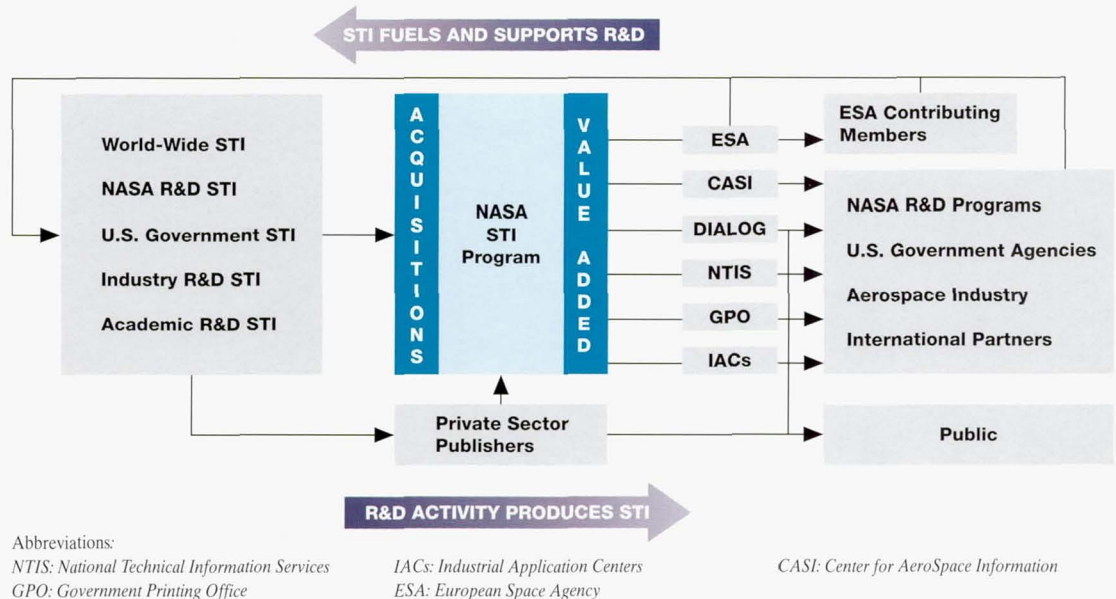 STI FUELS AND SUPPORTS R&D
World-Wide STI
NASA R&D STI
U.S. Government STI
Industry R&D STI
Academic R&D STI
ACQUISITIONS
NASA
STI
Program
VALUE ADDED
ESA
CASI
DIALOG
NTIS
GPO
IACs
ESA Contributing
Members
NASA R&D Programs
U.S. Government Agencies
Aerospace Industry
International Partners
Private Sector
Publishers
Public
R&D ACTIVITY PRODUCES STI
Abbreviations:
NTIS: National Technical Information Services
GPO: Government Printing Office
IACs: Industrial Application Centers
ESA: European Space Agency
CASI: Center for AeroSpace Information